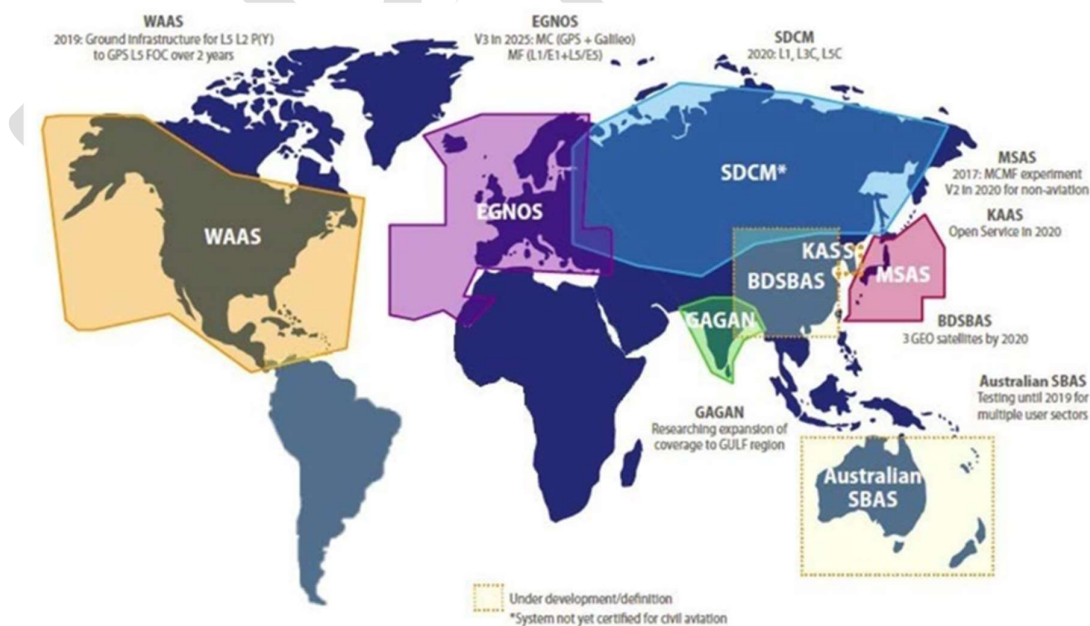 WAAS
2019: Ground Infrastructure for L5 L2 P(Y)
to GPS L5 FOC over 2 years
EGNOS
V3 in 2025: MC (GPS + Galileo)
MF (L1/E1+L5/E5)
SDCM
2020: L1, L3C, L5C
MSAS
2017: MCMF experiment
V2 in 2020 for non-aviation
KAAS
Open Service in 2020
SDCM*
EGNOS
WAAS
KASS
BDSBAS
MSAS
GAGAN
BDSBAS
3 GEO satellites by 2020
Australian SBAS
Testing until 2019 for
multiple user sectors
GAGAN
Researching expansion of
coverage to GULF region
Australian
SBAS
Under development/definition
*System not yet certified for civil aviation